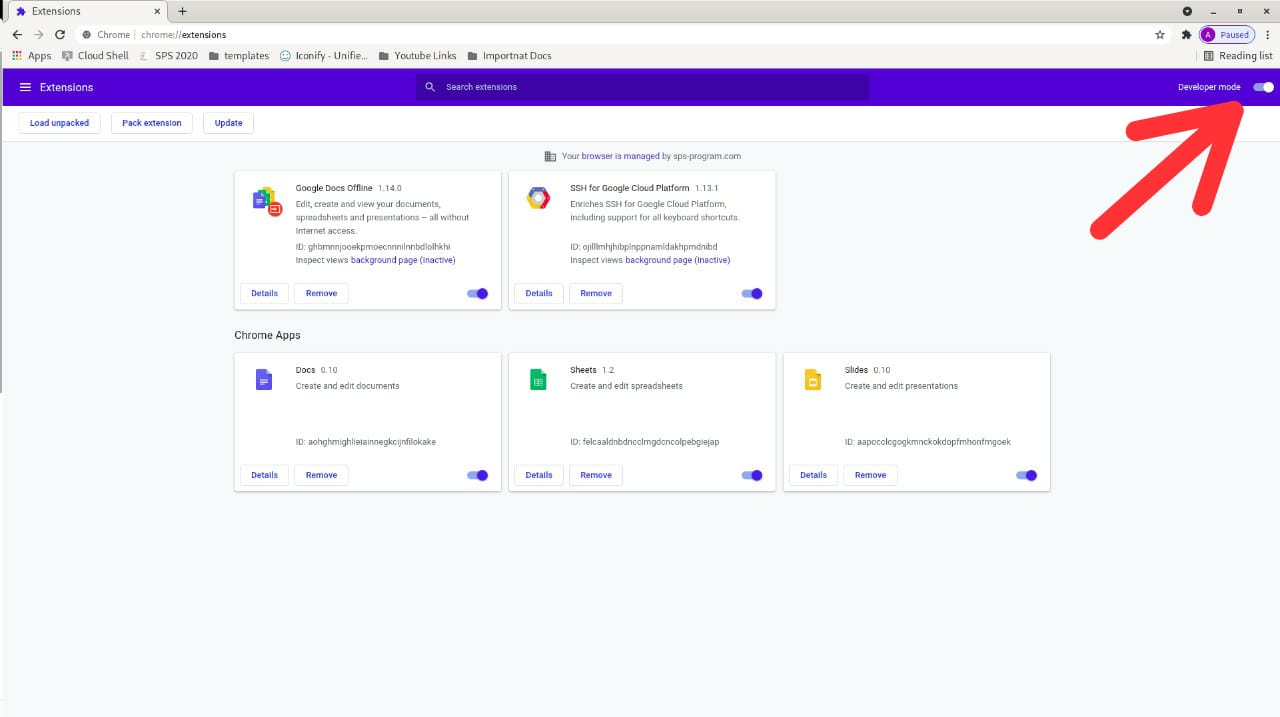 Extensions
Chrome | chrome://extensions
A Paused
Apps Cloud Shell SPS 2020 templates Iconify - Unifie... Youtube Links Importnat Docs Reading list
Extensions Search extensions Developer mode
Load unpacked Pack extension Update
Your browser is managed by sps-program.com
Google Docs Offline 1.14.0
Edit, create and view your documents,
spreadsheets and presentations — all without
Internet access.
ID: ghbmnnjooekpmoecnnnilnnbdlolhkhi
Inspect views background page (Inactive)
Details Remove
SSH for Google Cloud Platform 1.13.1
Enriches SSH for Google Cloud Platform,
including support for all keyboard shortcuts.
ID: ojilllmhjhibplnppnamldakhpmdnibd
Inspect views background page (Inactive)
Details Remove
Chrome Apps
Docs 0.10
Create and edit documents
ID: aohghmighlieiainnegkcijnfilokake
Details Remove
Sheets 1.2
Create and edit spreadsheets
ID: felcaaldnbdncclmgdcncolpebgiejap
Details Remove
Slides 0.10
Create and edit presentations
ID: aapocclcgogkmnckokdopfmhonfmgoek
Details Remove